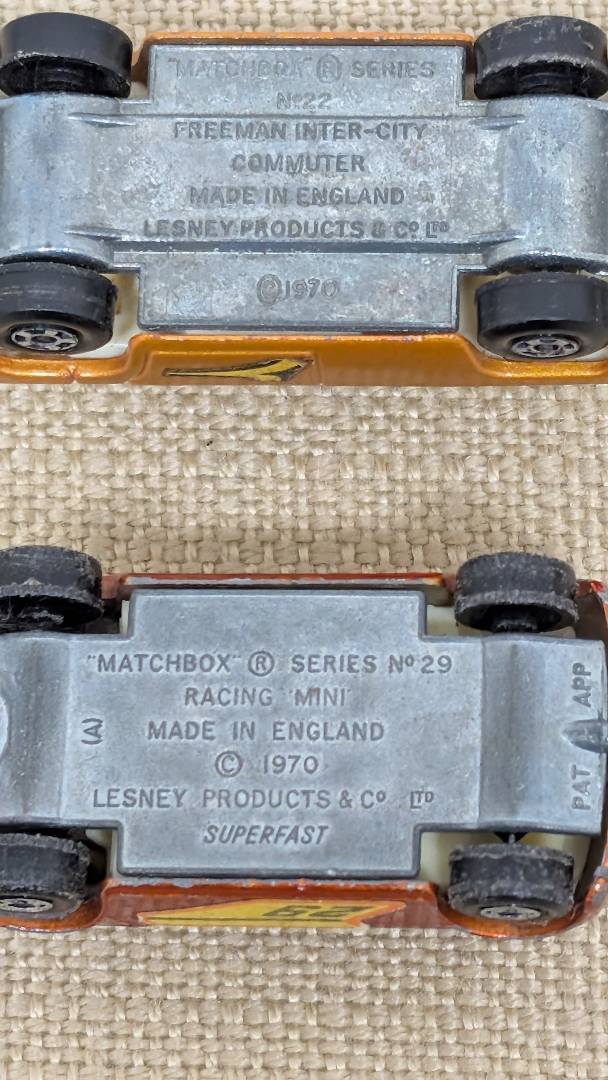 "MATCHBOX" ® SERIES
Nº22
FREEMAN INTER-CITY
COMMUTER
MADE IN ENGLAND
LESNEY PRODUCTS & Cº LTD
©1970
"MATCHBOX" ® SERIES Nº 29
RACING "MINI"
(A)
MADE IN ENGLAND
© 1970
LESNEY PRODUCTS & Cº LTD
SUPERFAST
PAT APP
29